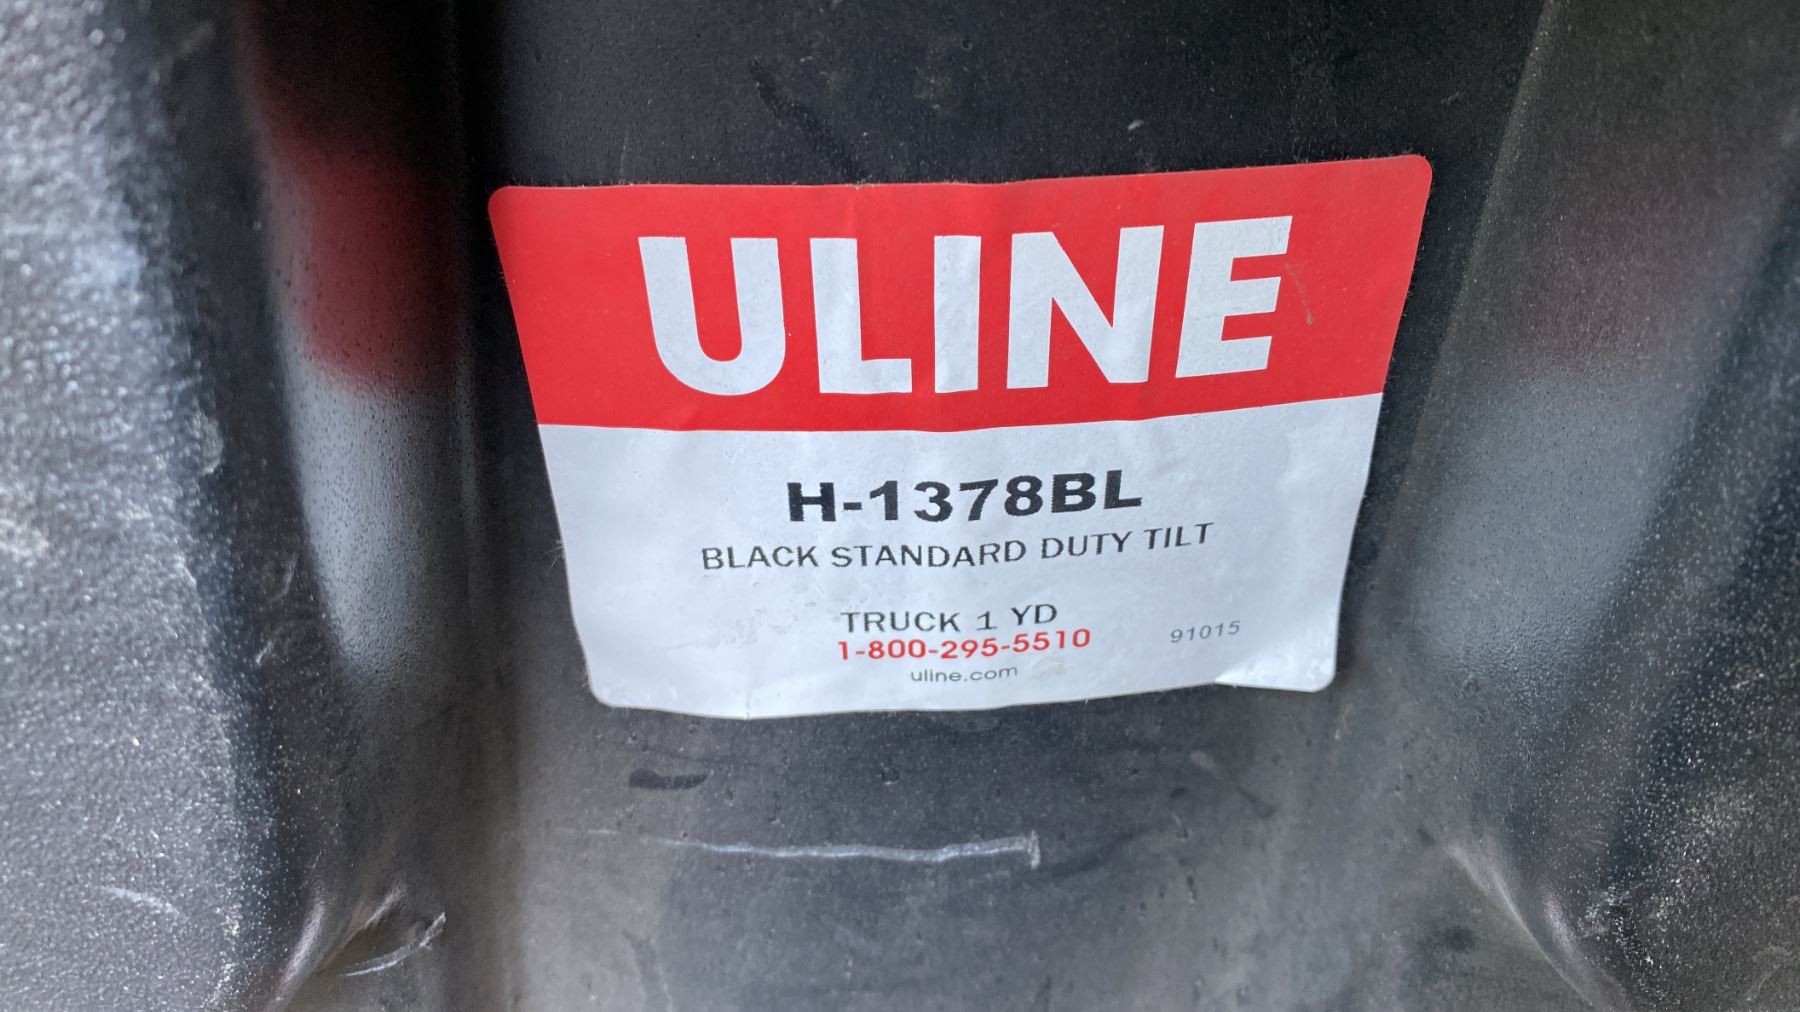 ULINE
H-1378BL
BLACK STANDARD DUTY TILT
TRUCK 1 YD
1-800-295-5510
91015
uline.com